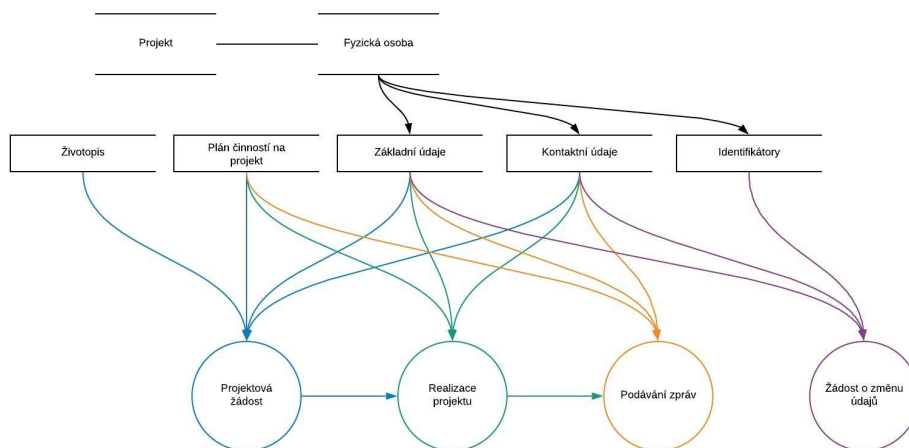 Projekt
Fyzická osoba
Životopis
Plán činností na
projekt
Základní údaje
Kontaktní údaje
Identifikátory
Projektová
žádost
Realizace
projektu
Podávání zpráv
Žádost o změnu
údajů